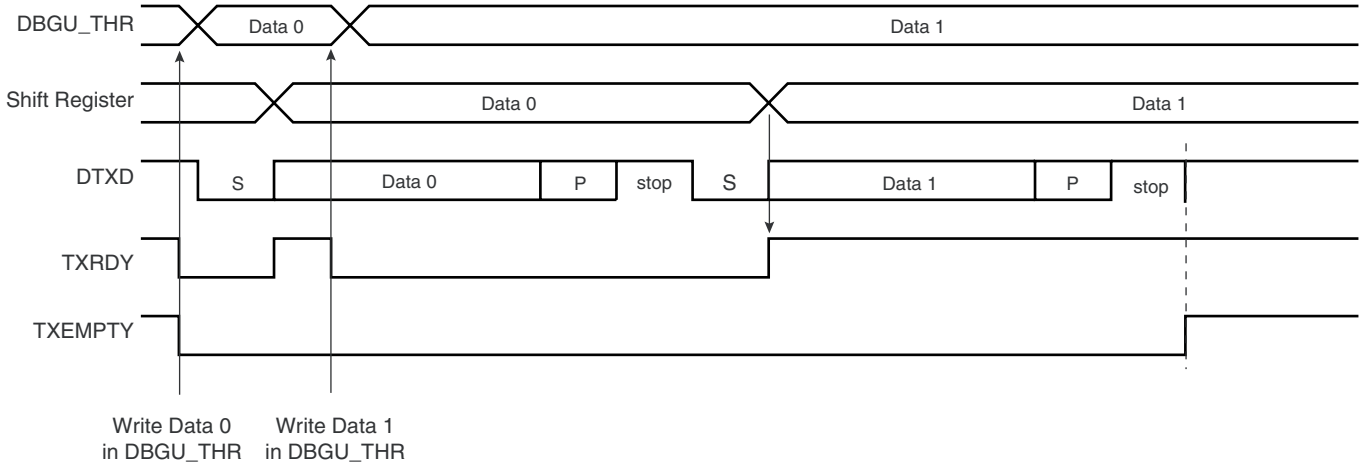 DBGU_THR Data 0 Data 1
Shift Register Data 0 Data 1
DTXD S Data 0 P stop S Data 1 P stop
TXRDY
TXEMPTY
Write Data 0
in DBGU_THR
Write Data 1
in DBGU_THR